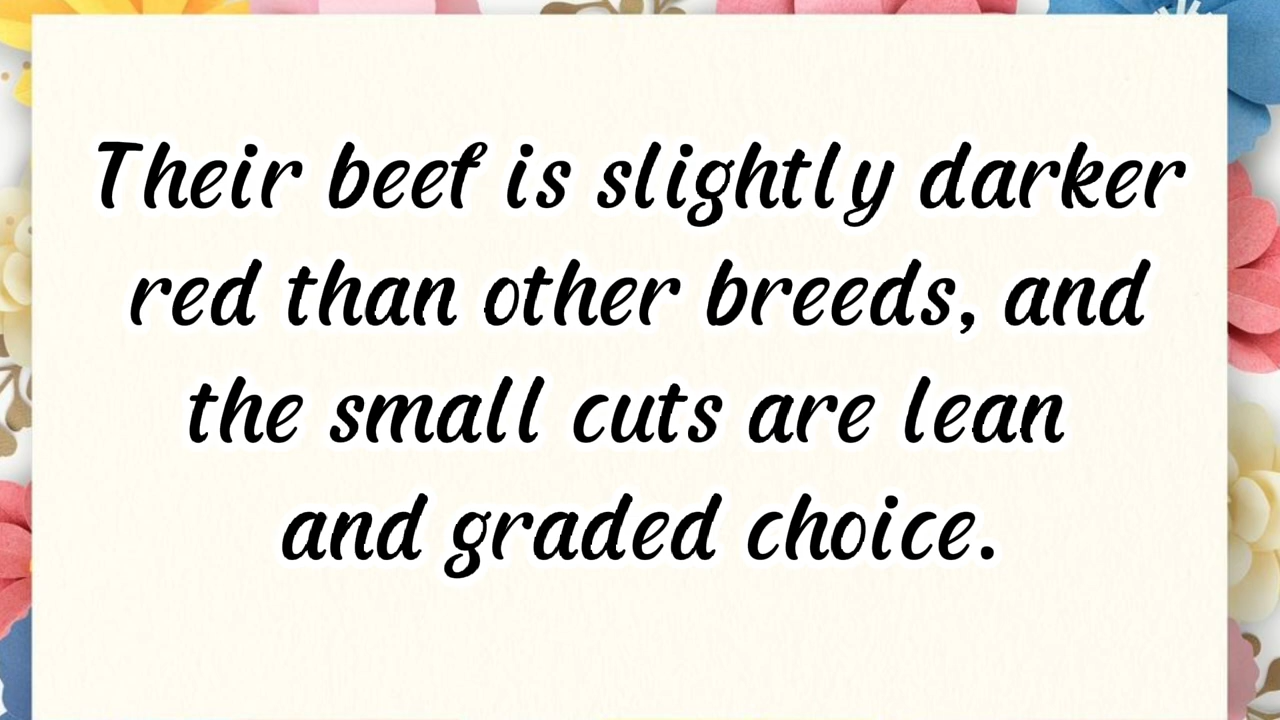 Their beef is slightly darker
red than other breeds, and
the small cuts are lean
and graded choice.